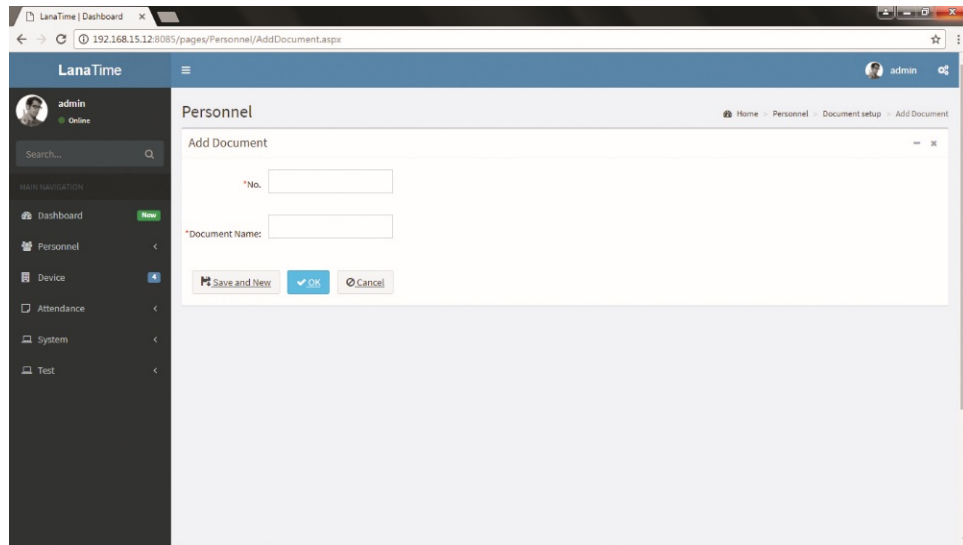 LanaTime | Dashboard
192.168.15.12:8085/pages/Personnel/AddDocument.aspx
LanaTime
admin
admin
Online
Personnel
Home > Personnel > Document setup > Add Document
Search...
Add Document
MAIN NAVIGATION
*No.
Dashboard New
*Document Name:
Personnel
Device 4
Save and New OK Cancel
Attendance
System
Test